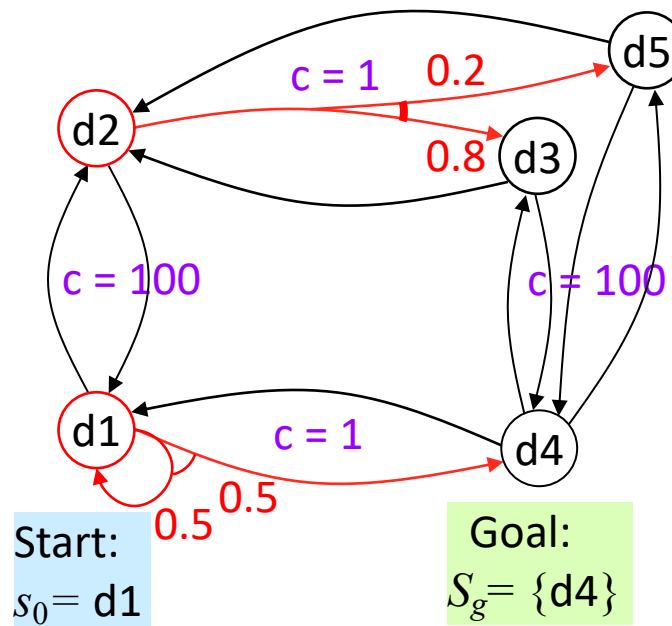 d5
c = 1
0.2
d2
0.8
d3
c = 100
c = 100
d1
c = 1
d4
0.5
0.5
Start:
s0 = d1
Goal:
Sg = {d4}